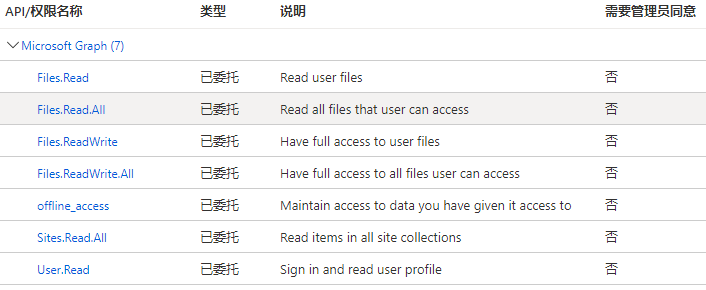 API/权限名称 类型 说明 需要管理员同意
Microsoft Graph (7)
Files.Read 已委托 Read user files 否
Files.Read.All 已委托 Read all files that user can access 否
Files.ReadWrite 已委托 Have full access to user files 否
Files.ReadWrite.All 已委托 Have full access to all files user can access 否
offline_access 已委托 Maintain access to data you have given it access to 否
Sites.Read.All 已委托 Read items in all site collections 否
User.Read 已委托 Sign in and read user profile 否